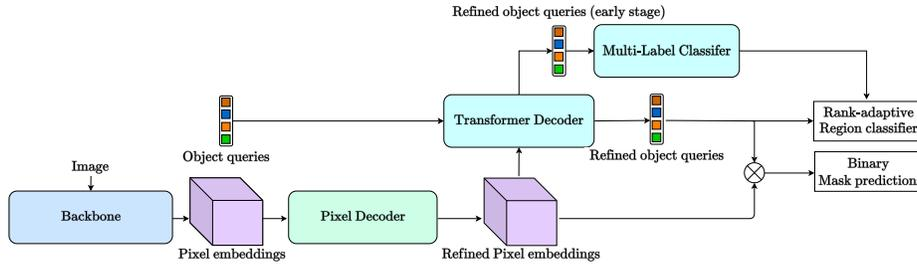 Refined object queries (early stage)
Multi-Label Classifer
Transformer Decoder
Rank-adaptive
Region classifier
Object queries
Refined object queries
Binary
Mask prediction
Image
Backbone
Pixel Decoder
Pixel embeddings
Refined Pixel embeddings